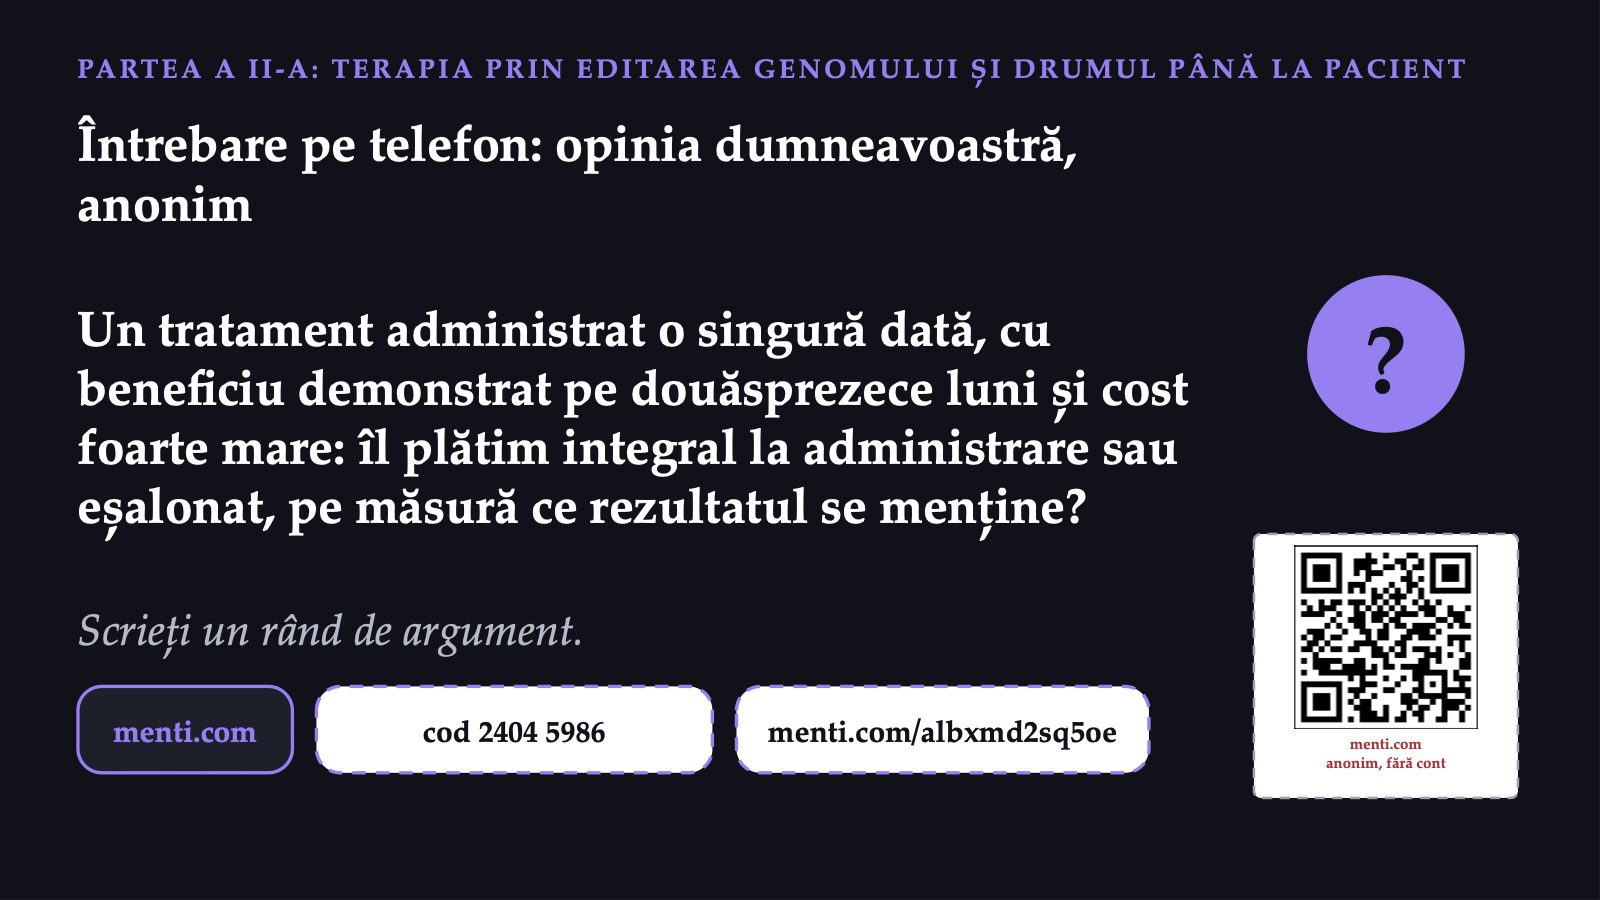 PARTEA A II-A: TERAPIA PRIN EDITAREA GENOMULUI ȘI DRUMUL PÂNĂ LA PACIENT
Întrebare pe telefon: opinia dumneavoastră,
anonim
Un tratament administrat o singură dată, cu
beneficiu demonstrat pe douăsprezece luni și cost
foarte mare: îl plătim integral la administrare sau
eșalonat, pe măsură ce rezultatul se menține?
?
Scrieți un rând de argument.
menti.com
cod 2404 5986
menti.com/albxmd2sq5oe
menti.com
anonim, fără cont